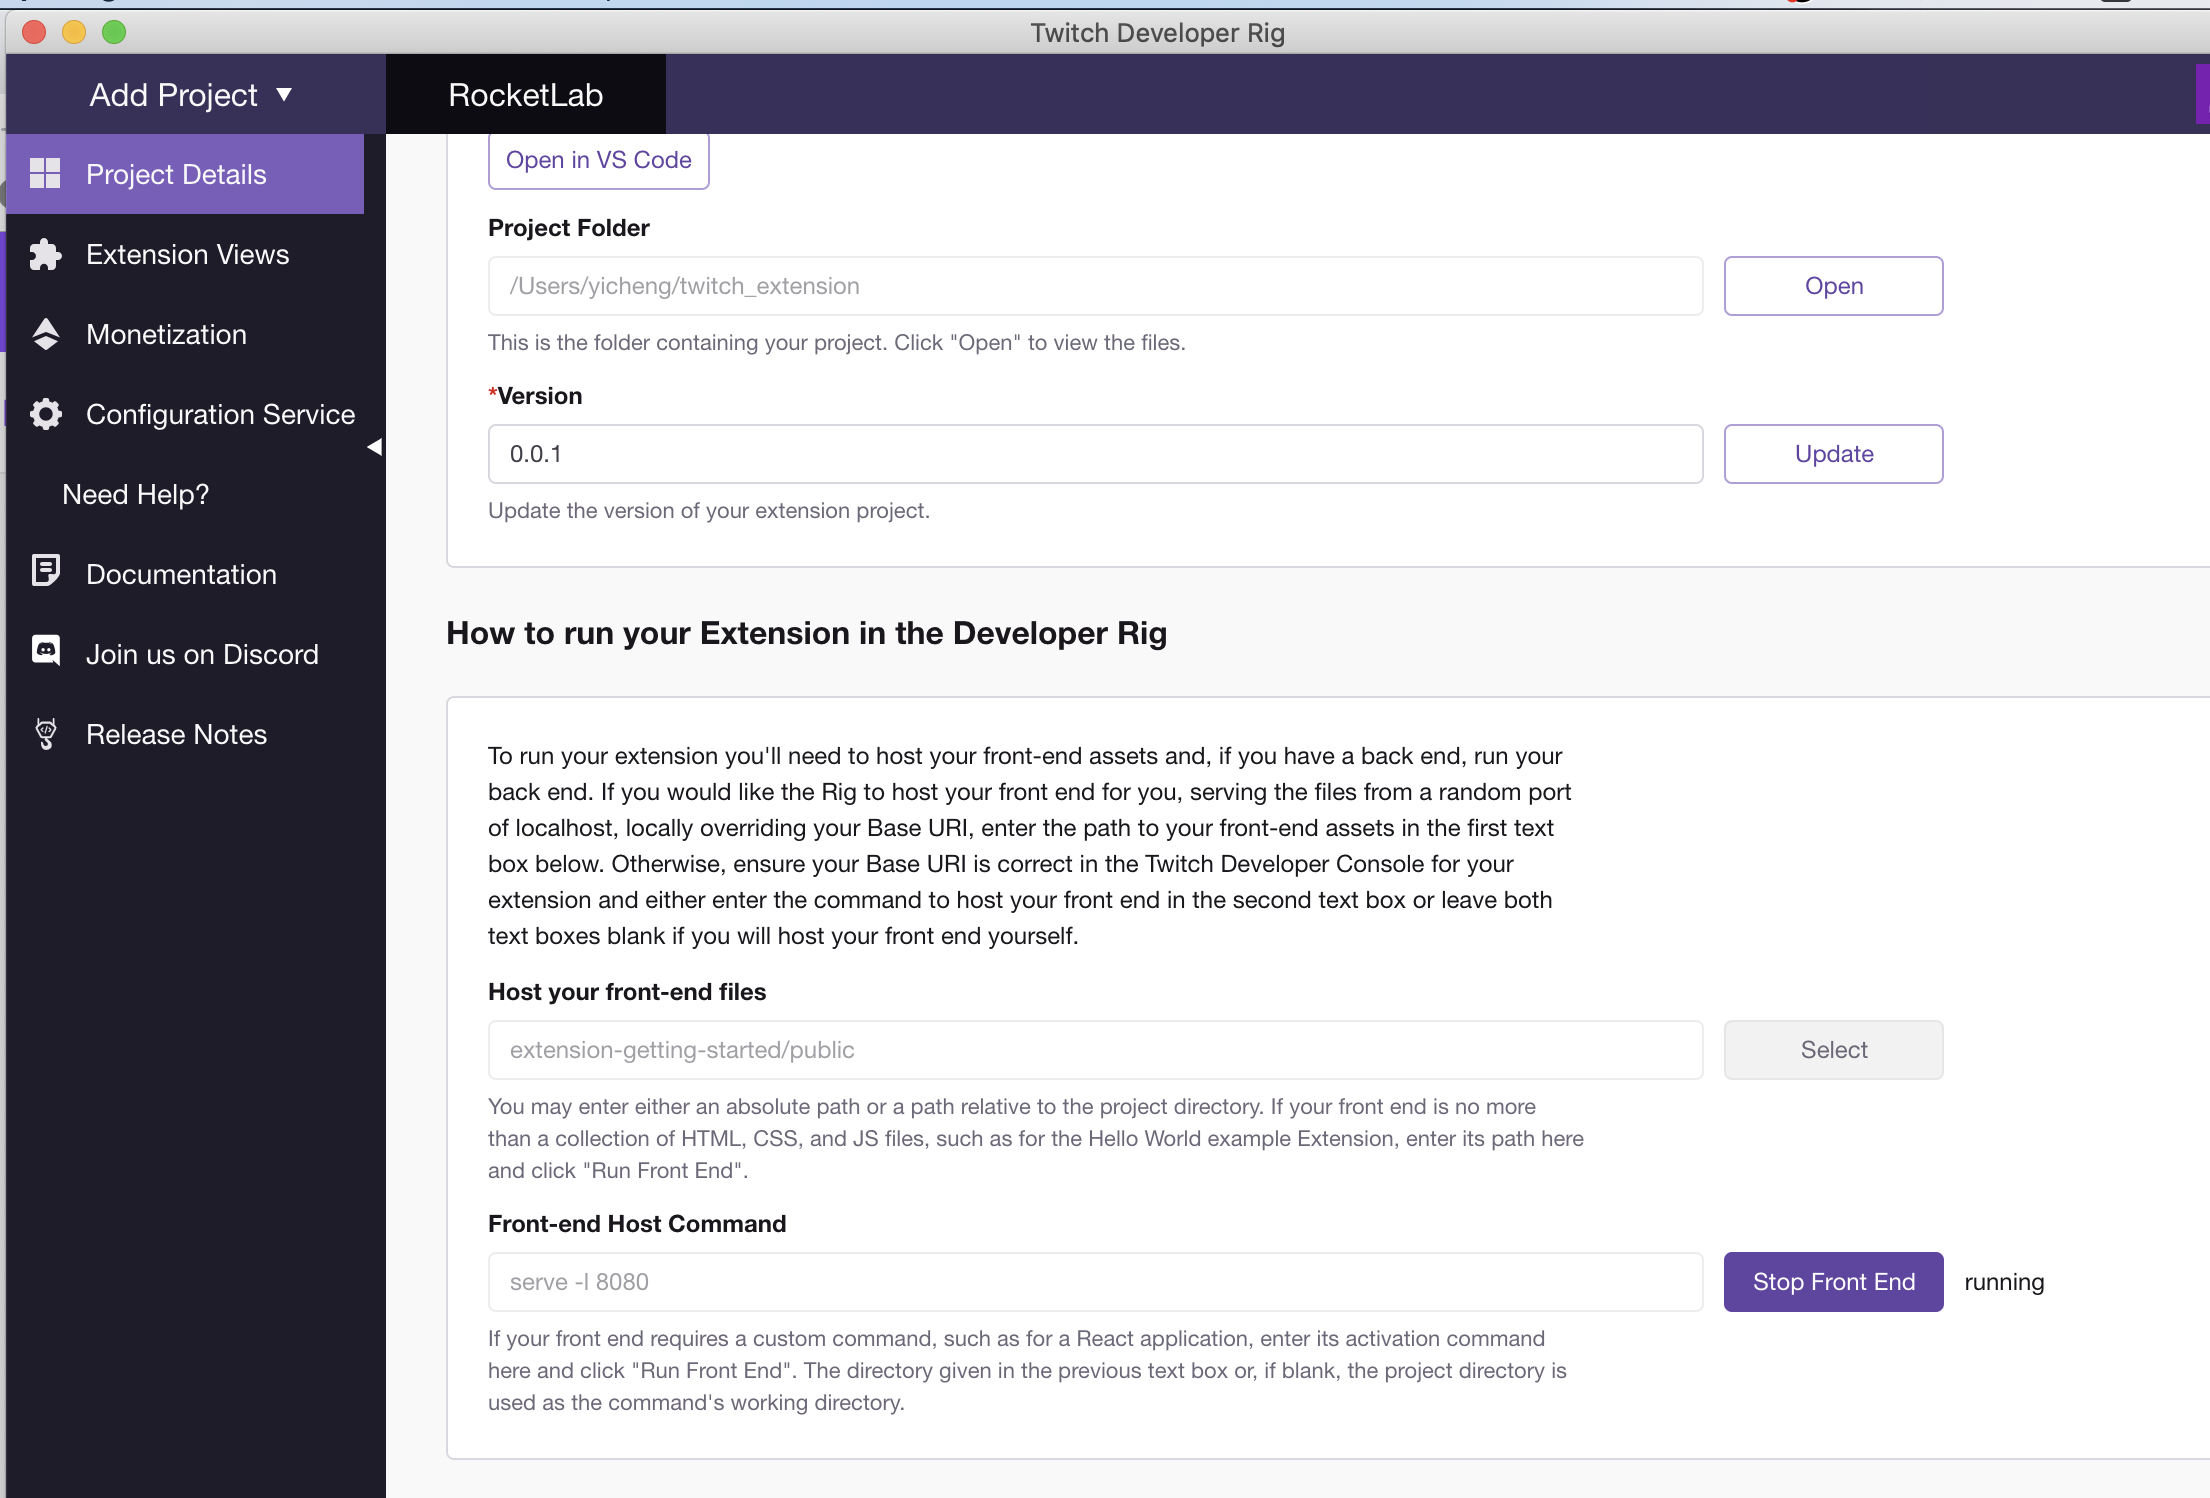 Twitch Developer Rig
Add Project ▼
RocketLab
Project Details
Extension Views
Monetization
Configuration Service
Need Help?
Documentation
Join us on Discord
Release Notes
Open in VS Code
Project Folder
/Users/yicheng/twitch_extension
Open
This is the folder containing your project. Click "Open" to view the files.
*Version
0.0.1
Update
Update the version of your extension project.
How to run your Extension in the Developer Rig
To run your extension you'll need to host your front-end assets and, if you have a back end, run your
back end. If you would like the Rig to host your front end for you, serving the files from a random port
of localhost, locally overriding your Base URI, enter the path to your front-end assets in the first text
box below. Otherwise, ensure your Base URI is correct in the Twitch Developer Console for your
extension and either enter the command to host your front end in the second text box or leave both
text boxes blank if you will host your front end yourself.
Host your front-end files
extension-getting-started/public
Select
You may enter either an absolute path or a path relative to the project directory. If your front end is no more
than a collection of HTML, CSS, and JS files, such as for the Hello World example Extension, enter its path here
and click "Run Front End".
Front-end Host Command
serve -l 8080
Stop Front End
running
If your front end requires a custom command, such as for a React application, enter its activation command
here and click "Run Front End". The directory given in the previous text box or, if blank, the project directory is
used as the command's working directory.